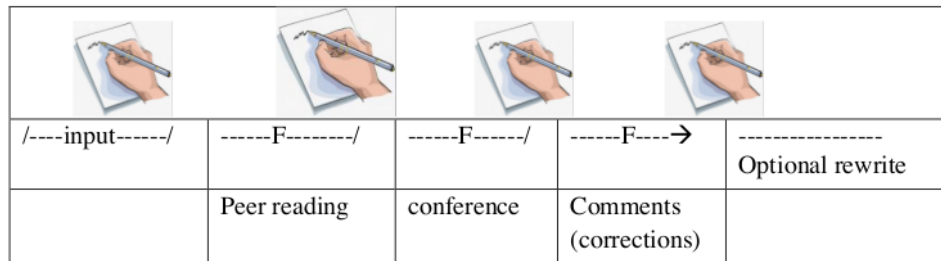 /----input------/ ------F--------/ ------F------/ ------F----→ -----------------
Optional rewrite
Peer reading conference Comments
(corrections)